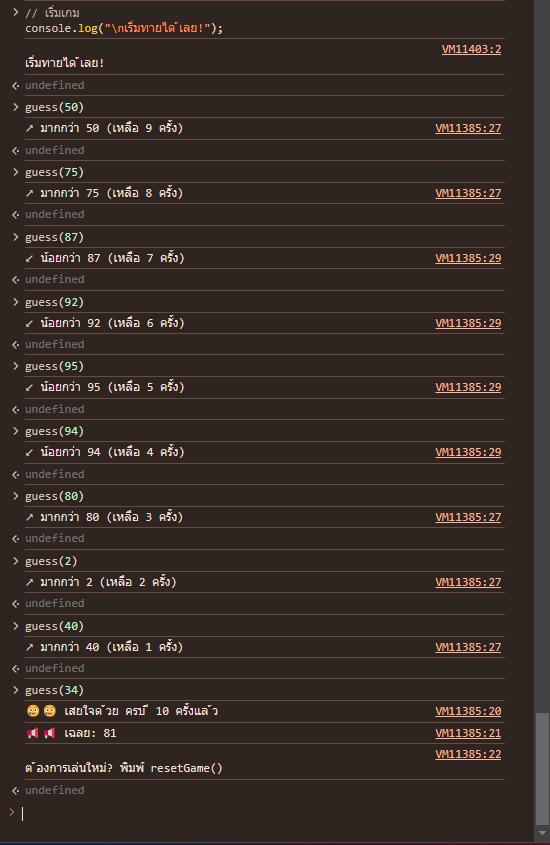 // เริ่มเกม
console.log("\nเริ่มทายได้เลย!");
VM11403:2
เริ่มทายได้เลย!
undefined
guess(50)
↗ มากกว่า 50 (เหลือ 9 ครั้ง) VM11385:27
undefined
guess(75)
↗ มากกว่า 75 (เหลือ 8 ครั้ง) VM11385:27
undefined
guess(87)
↙ น้อยกว่า 87 (เหลือ 7 ครั้ง) VM11385:29
undefined
guess(92)
↙ น้อยกว่า 92 (เหลือ 6 ครั้ง) VM11385:29
undefined
guess(95)
↙ น้อยกว่า 95 (เหลือ 5 ครั้ง) VM11385:29
undefined
guess(94)
↙ น้อยกว่า 94 (เหลือ 4 ครั้ง) VM11385:29
undefined
guess(80)
↗ มากกว่า 80 (เหลือ 3 ครั้ง) VM11385:27
undefined
guess(2)
↗ มากกว่า 2 (เหลือ 2 ครั้ง) VM11385:27
undefined
guess(40)
↗ มากกว่า 40 (เหลือ 1 ครั้ง) VM11385:27
undefined
guess(34)
😳😳 เสียใจด้วย ครบ 10 ครั้งแล้ว VM11385:20
📢📢 เฉลย: 81 VM11385:21
VM11385:22
ต้องการเล่นใหม่? พิมพ์ resetGame()
undefined